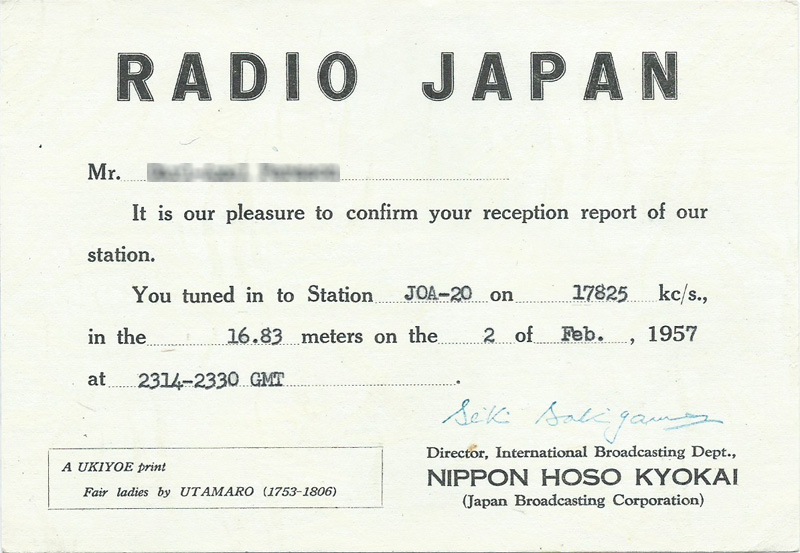 RADIO JAPAN
Mr.
It is our pleasure to confirm your reception report of our
station.
You tuned in to Station JOA-20 on 17825 kc/s.,
in the 16.83 meters on the 2 of Feb. , 1957
at 2314-2330 GMT .
Seki Sakigawa
Director, International Broadcasting Dept.,
NIPPON HOSO KYOKAI
(Japan Broadcasting Corporation)
A UKIYOE print
Fair ladies by UTAMARO (1753-1806)